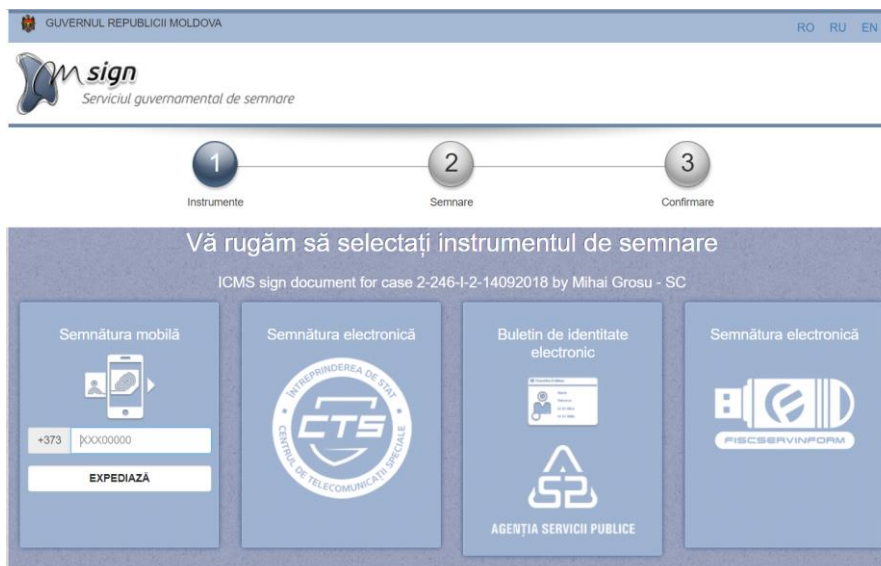 GUVERNUL REPUBLICII MOLDOVA
RO RU EN
M sign
Serviciul guvernamental de semnare
1
2
3
Instrumente
Semnare
Confirmare
Vă rugăm să selectați instrumentul de semnare
ICMS sign document for case 2-246-I-2-14092018 by Mihai Grosu - SC
Semnătura mobilă
+373
XXX00000
EXPEDIAZĂ
Semnătura electronică
ÎNTREPRINDEREA DE STAT
CTS
CENTRUL DE TELECOMUNICAȚII SPECIALE
Buletin de identitate
electronic
ASP
AGENȚIA SERVICII PUBLICE
Semnătura electronică
FISCSERVINFORM